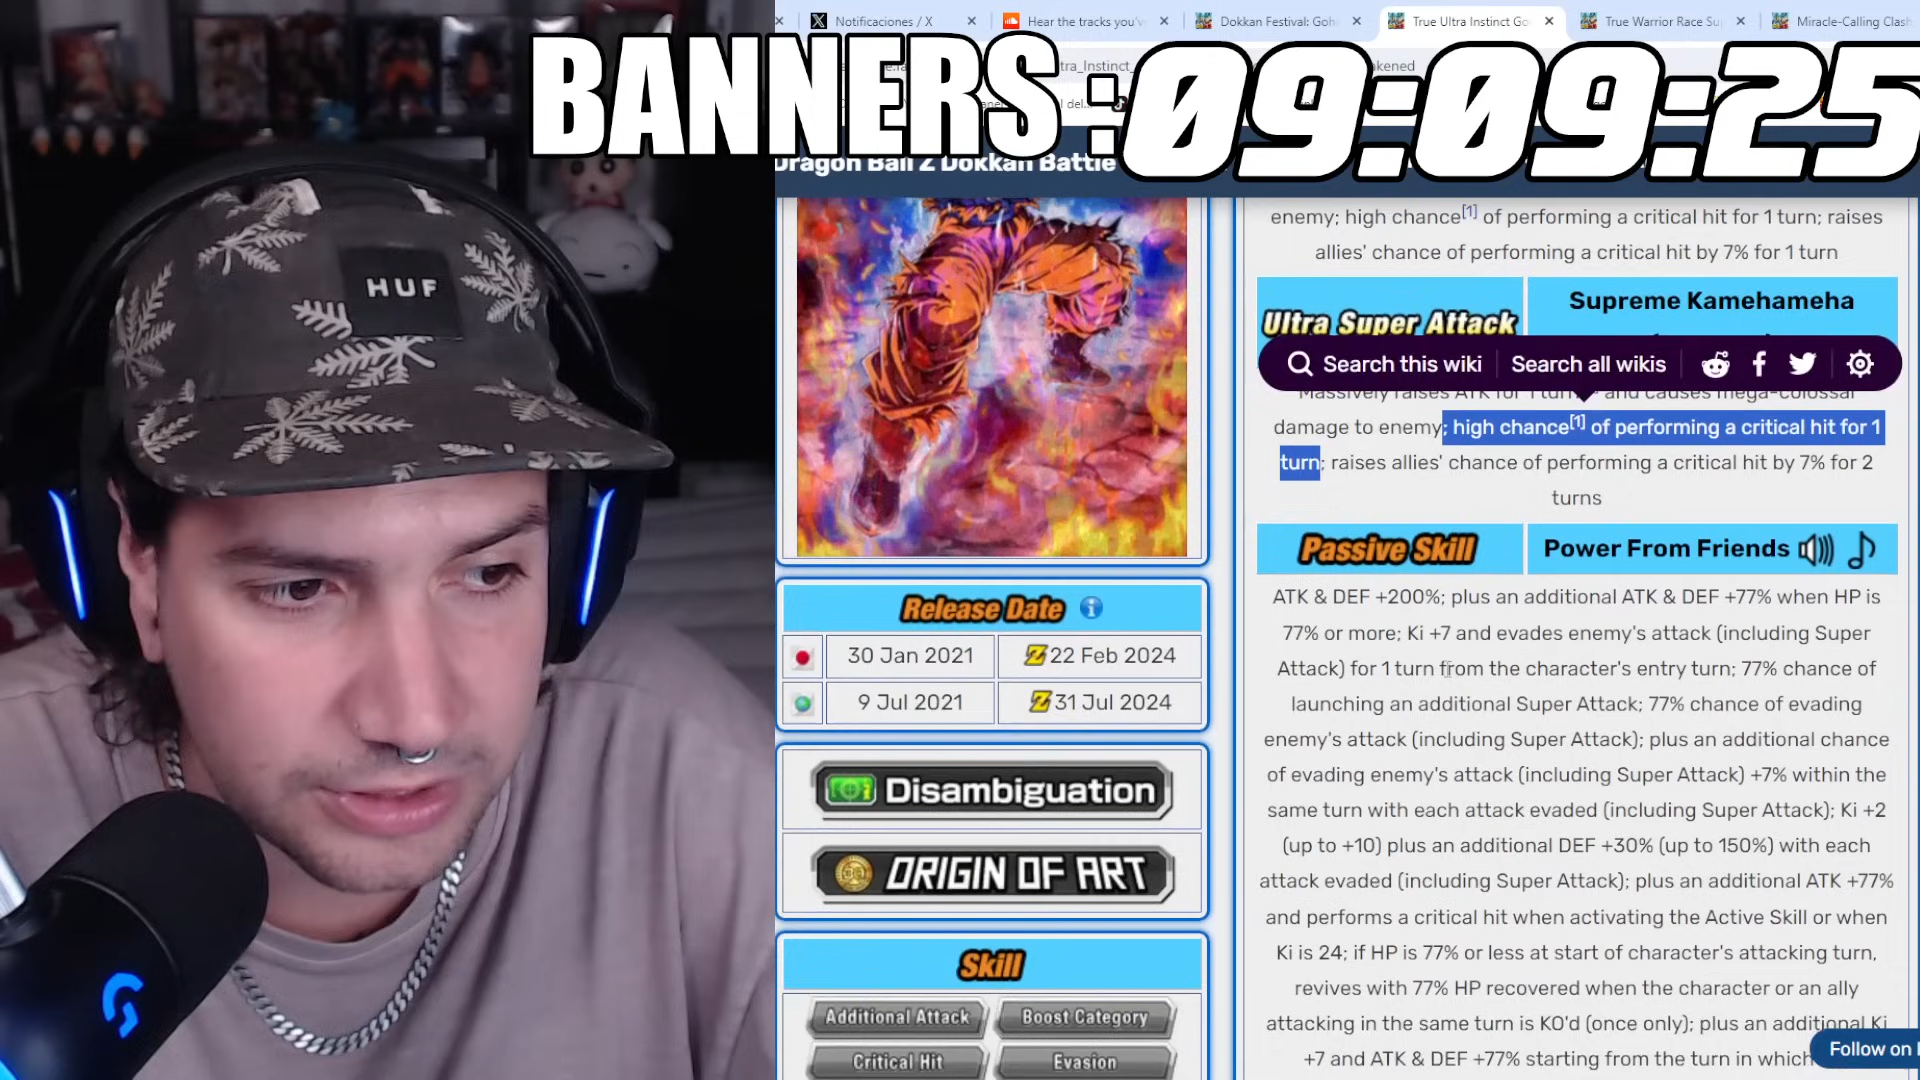 Notificaciones / X
Hear the tracks you'
Dokkan Festival: Goh
True Ultra Instinct Go
True Warrior Race Su
Miracle-Calling Clash
BANNERS : 09:09:25
Dragon Ball Z Dokkan Battle
HUF
enemy; high chance[1] of performing a critical hit for 1 turn; raises
allies' chance of performing a critical hit by 7% for 1 turn
Ultra Super Attack
Supreme Kamehameha
Search this wiki
Search all wikis
Massively raises ATK for 1 turn and causes mega-colossal
damage to enemy; high chance[1] of performing a critical hit for 1
turn; raises allies' chance of performing a critical hit by 7% for 2
turns
Passive Skill
Power From Friends
ATK & DEF +200%; plus an additional ATK & DEF +77% when HP is
77% or more; Ki +7 and evades enemy's attack (including Super
Attack) for 1 turn from the character's entry turn; 77% chance of
launching an additional Super Attack; 77% chance of evading
enemy's attack (including Super Attack); plus an additional chance
of evading enemy's attack (including Super Attack) +7% within the
same turn with each attack evaded (including Super Attack); Ki +2
(up to +10) plus an additional DEF +30% (up to 150%) with each
attack evaded (including Super Attack); plus an additional ATK +77%
and performs a critical hit when activating the Active Skill or when
Ki is 24; if HP is 77% or less at start of character's attacking turn,
revives with 77% HP recovered when the character or an ally
attacking in the same turn is KO'd (once only); plus an additional Ki
+7 and ATK & DEF +77% starting from the turn in which
Follow on
Release Date
30 Jan 2021
Z 22 Feb 2024
9 Jul 2021
Z 31 Jul 2024
Disambiguation
ORIGIN OF ART
Skill
Additional Attack
Boost Category
Critical Hit
Evasion